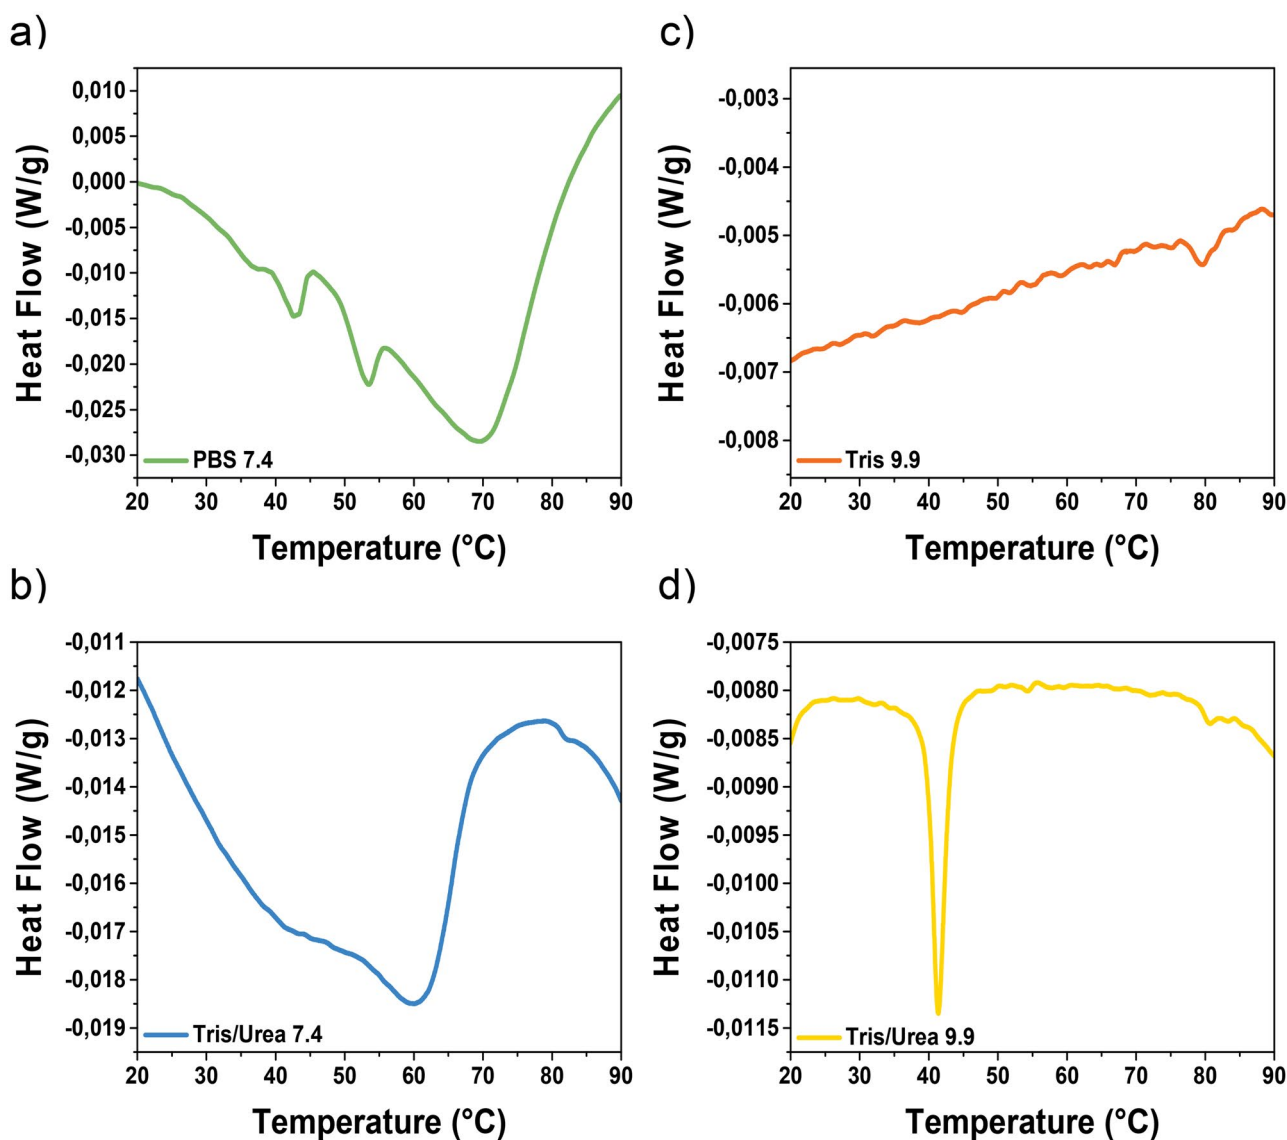 a)
0,010
0,005
0,000
-0,005
-0,010
-0,015
-0,020
-0,025
-0,030
Heat Flow (W/g)
PBS 7.4
20 30 40 50 60 70 80 90
Temperature (°C)
c)
-0,003
-0,004
-0,005
-0,006
-0,007
-0,008
Heat Flow (W/g)
Tris 9.9
20 30 40 50 60 70 80 90
Temperature (°C)
b)
-0,011
-0,012
-0,013
-0,014
-0,015
-0,016
-0,017
-0,018
-0,019
Heat Flow (W/g)
Tris/Urea 7.4
20 30 40 50 60 70 80 90
Temperature (°C)
d)
-0,0075
-0,0080
-0,0085
-0,0090
-0,0095
-0,0100
-0,0105
-0,0110
-0,0115
Heat Flow (W/g)
Tris/Urea 9.9
20 30 40 50 60 70 80 90
Temperature (°C)